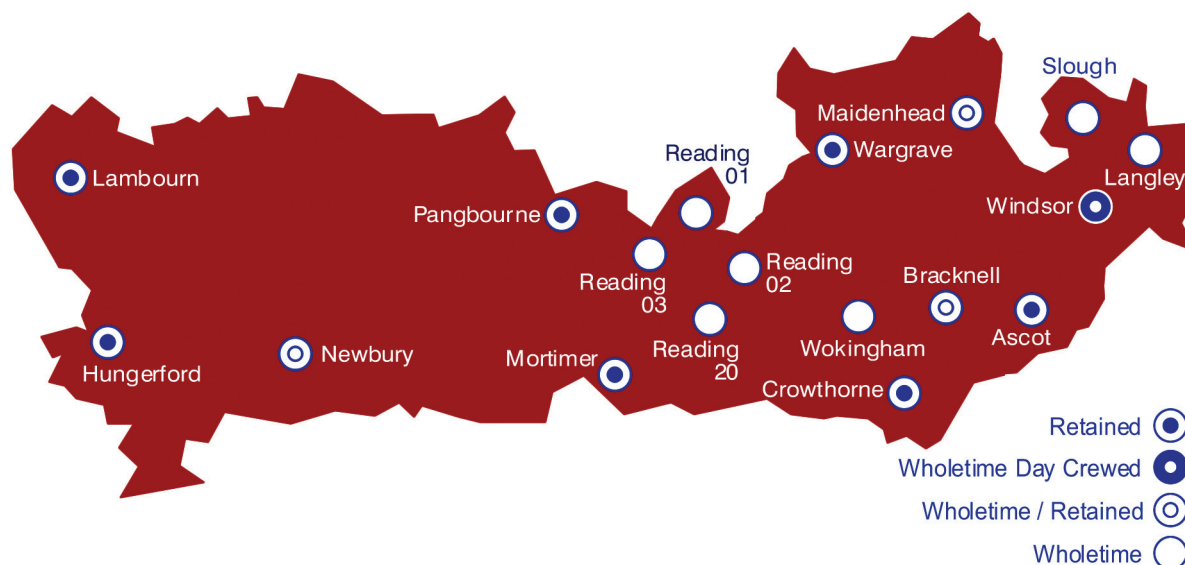 Slough
Maidenhead
Wargrave
Reading
01
Langley
Lambourn
Windsor
Pangbourne
Reading
02
Reading
03
Bracknell
Ascot
Wokingham
Reading
20
Newbury
Mortimer
Hungerford
Crowthorne
Retained
Wholetime Day Crewed
Wholetime / Retained
Wholetime